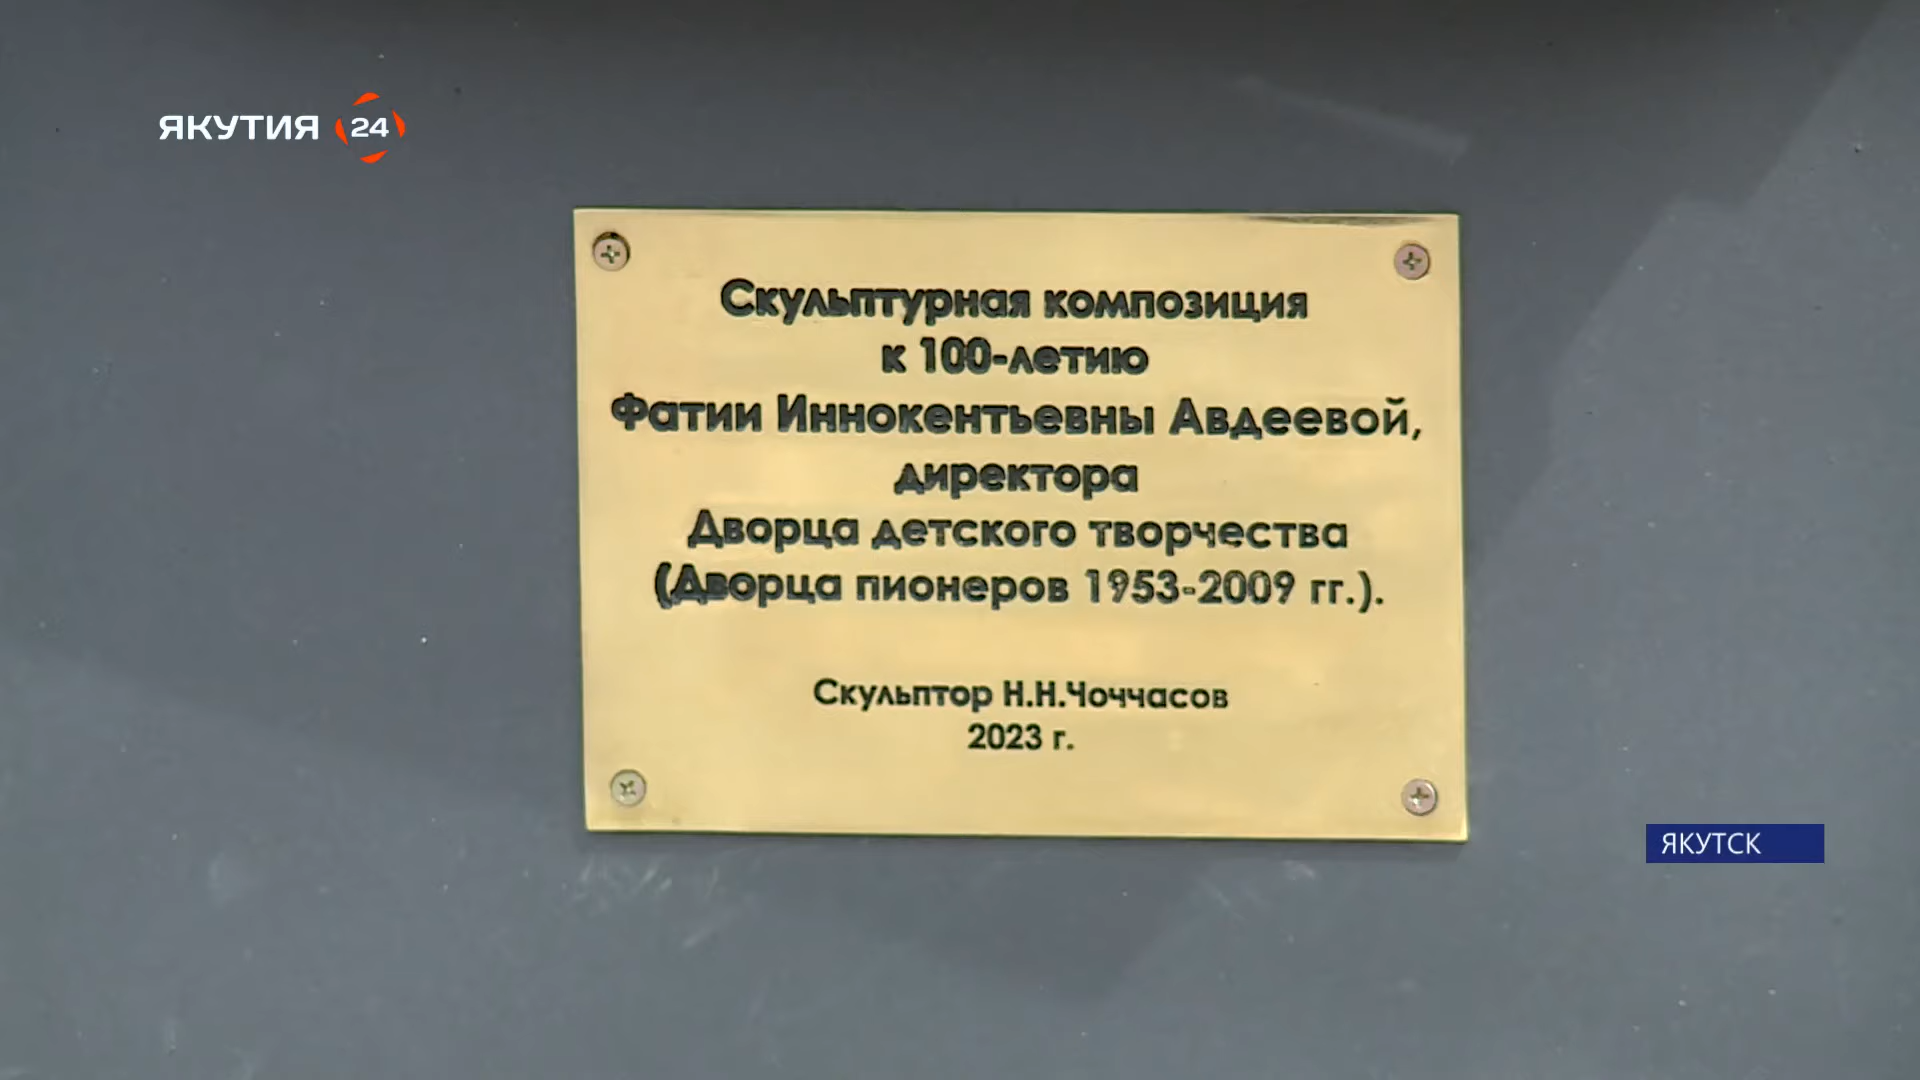 ЯКУТИЯ 24
Скульптурная композиция
к 100-летию
Фатии Иннокентьевны Авдеевой,
директора
Дворца детского творчества
(Дворца пионеров 1953-2009 гг.).
Скульптор Н.Н.Чоччасов
2023 г.
ЯКУТСК